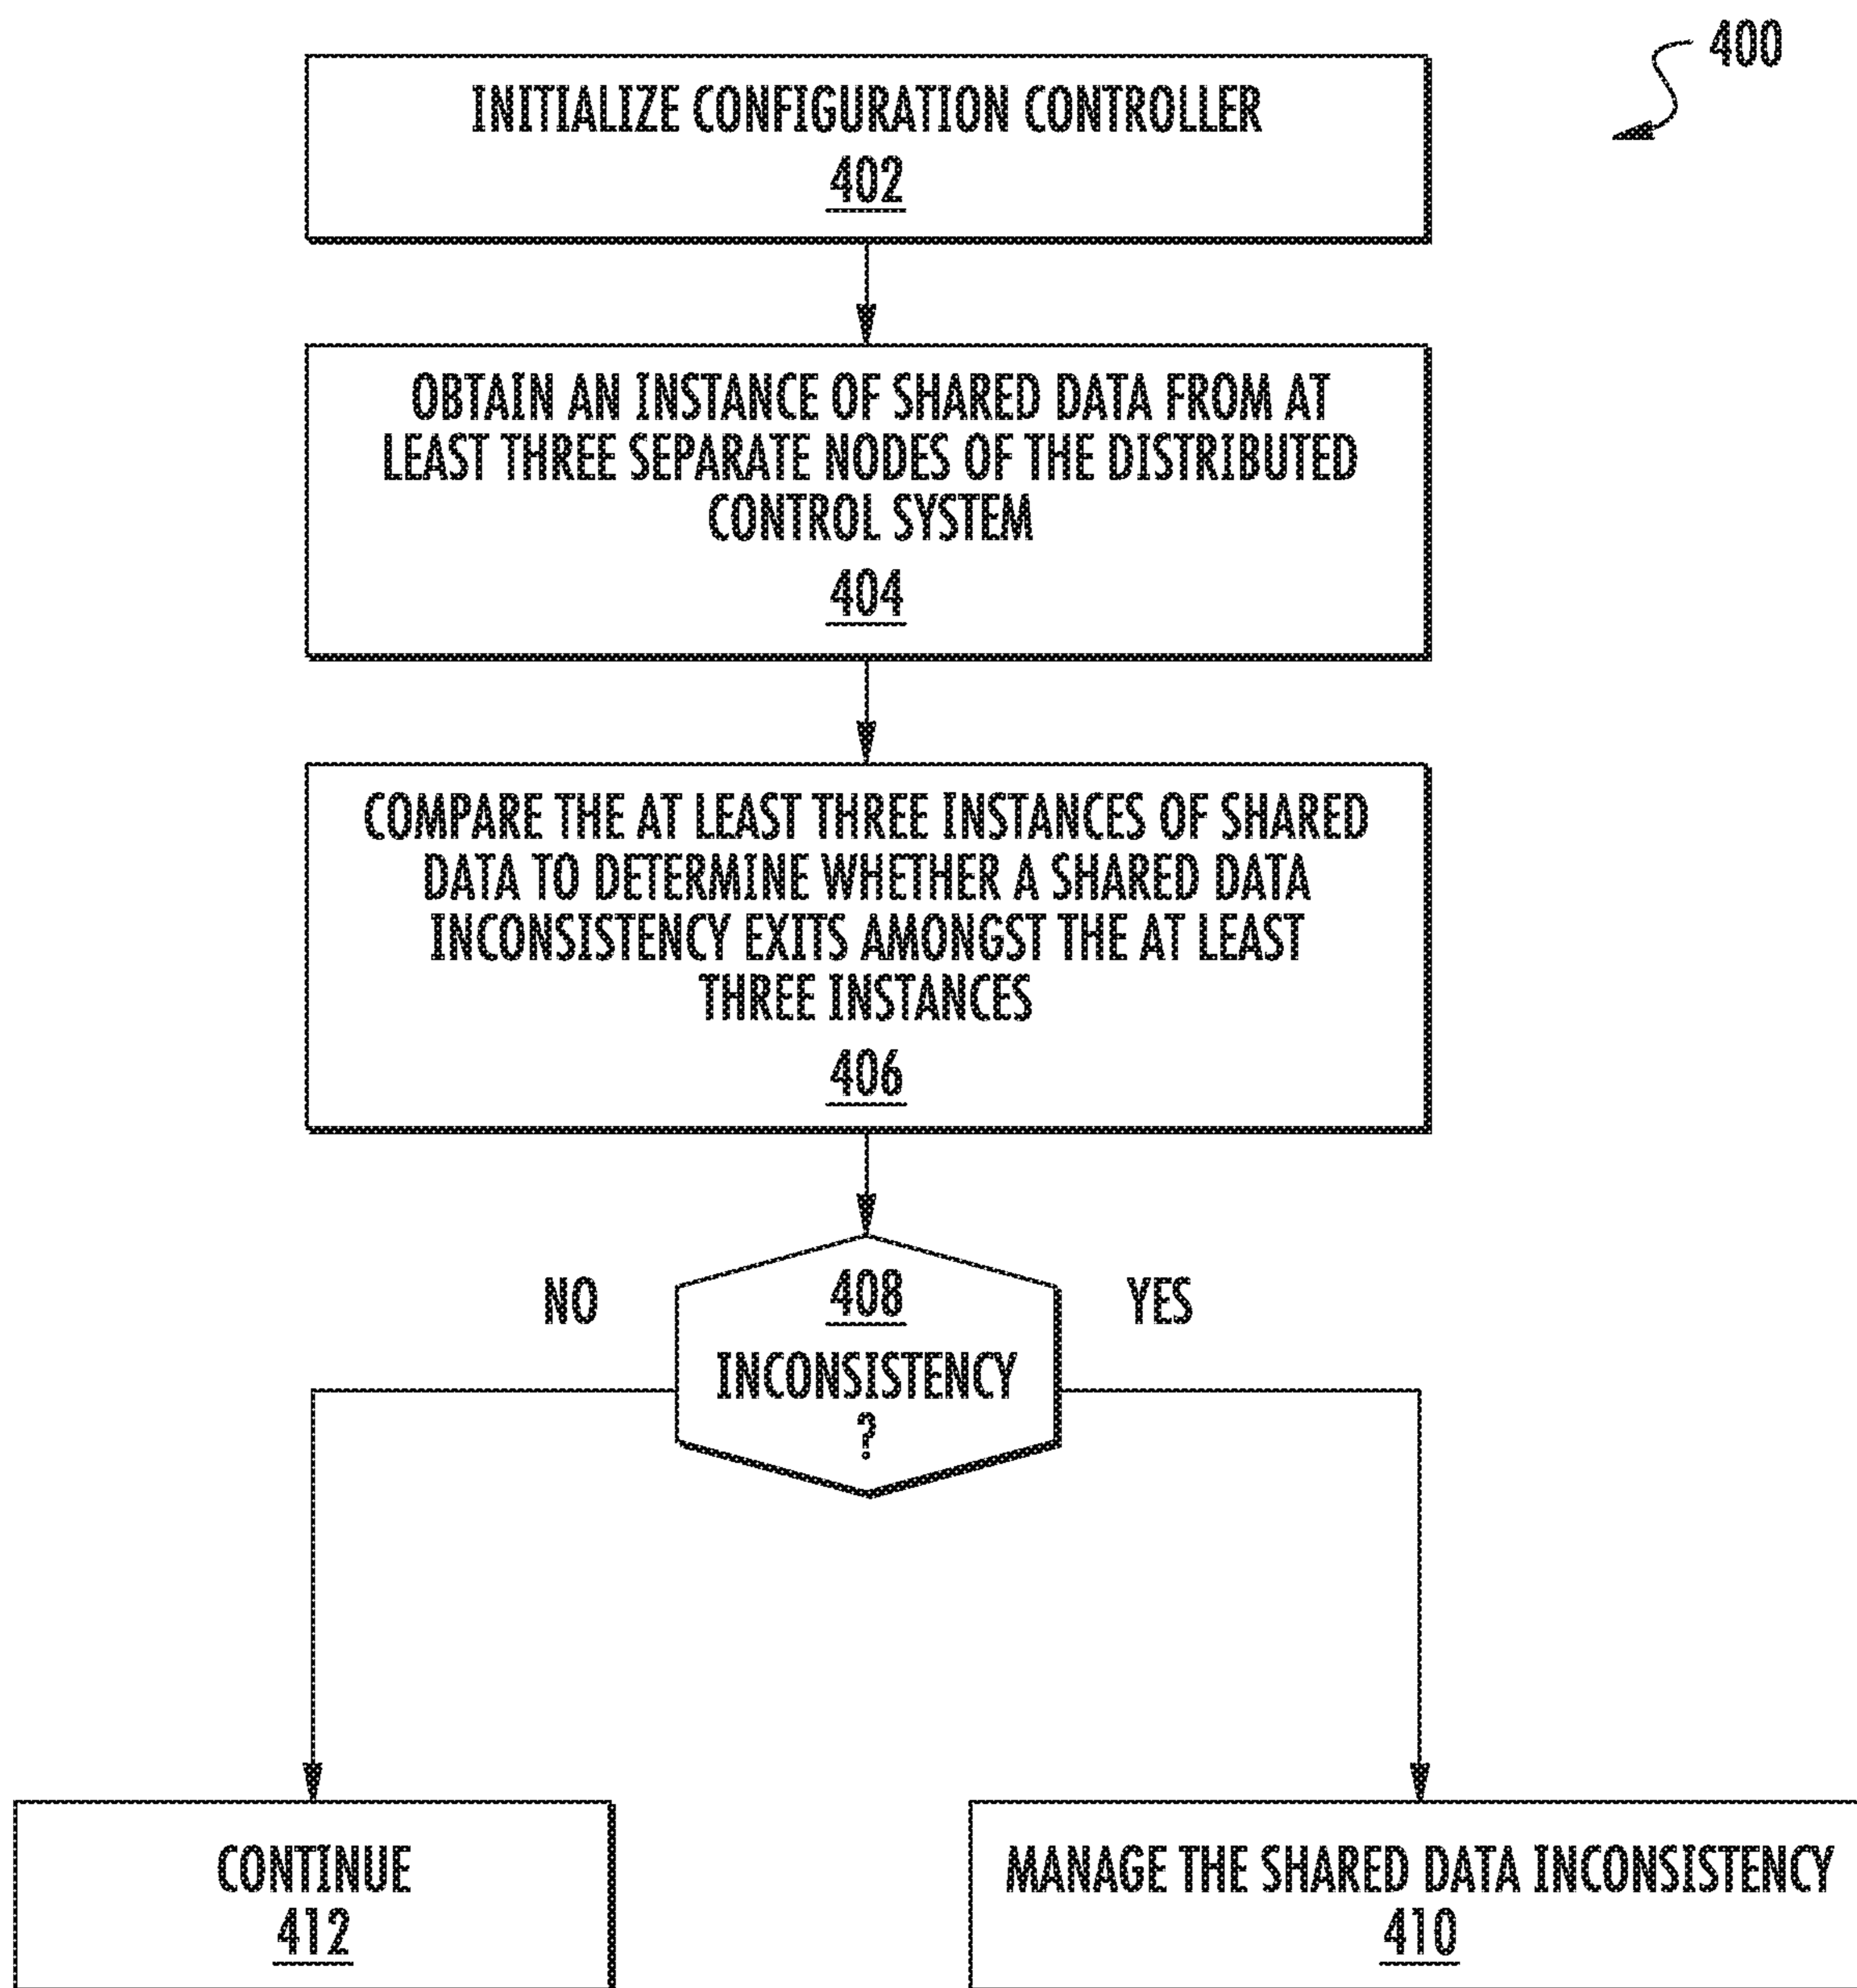 400
INITIALIZE CONFIGURATION CONTROLLER
402
OBTAIN AN INSTANCE OF SHARED DATA FROM AT
LEAST THREE SEPARATE NODES OF THE DISTRIBUTED
CONTROL SYSTEM
404
COMPARE THE AT LEAST THREE INSTANCES OF SHARED
DATA TO DETERMINE WHETHER A SHARED DATA
INCONSISTENCY EXITS AMONGST THE AT LEAST
THREE INSTANCES
406
NO
408
YES
INCONSISTENCY
?
CONTINUE
412
MANAGE THE SHARED DATA INCONSISTENCY
410